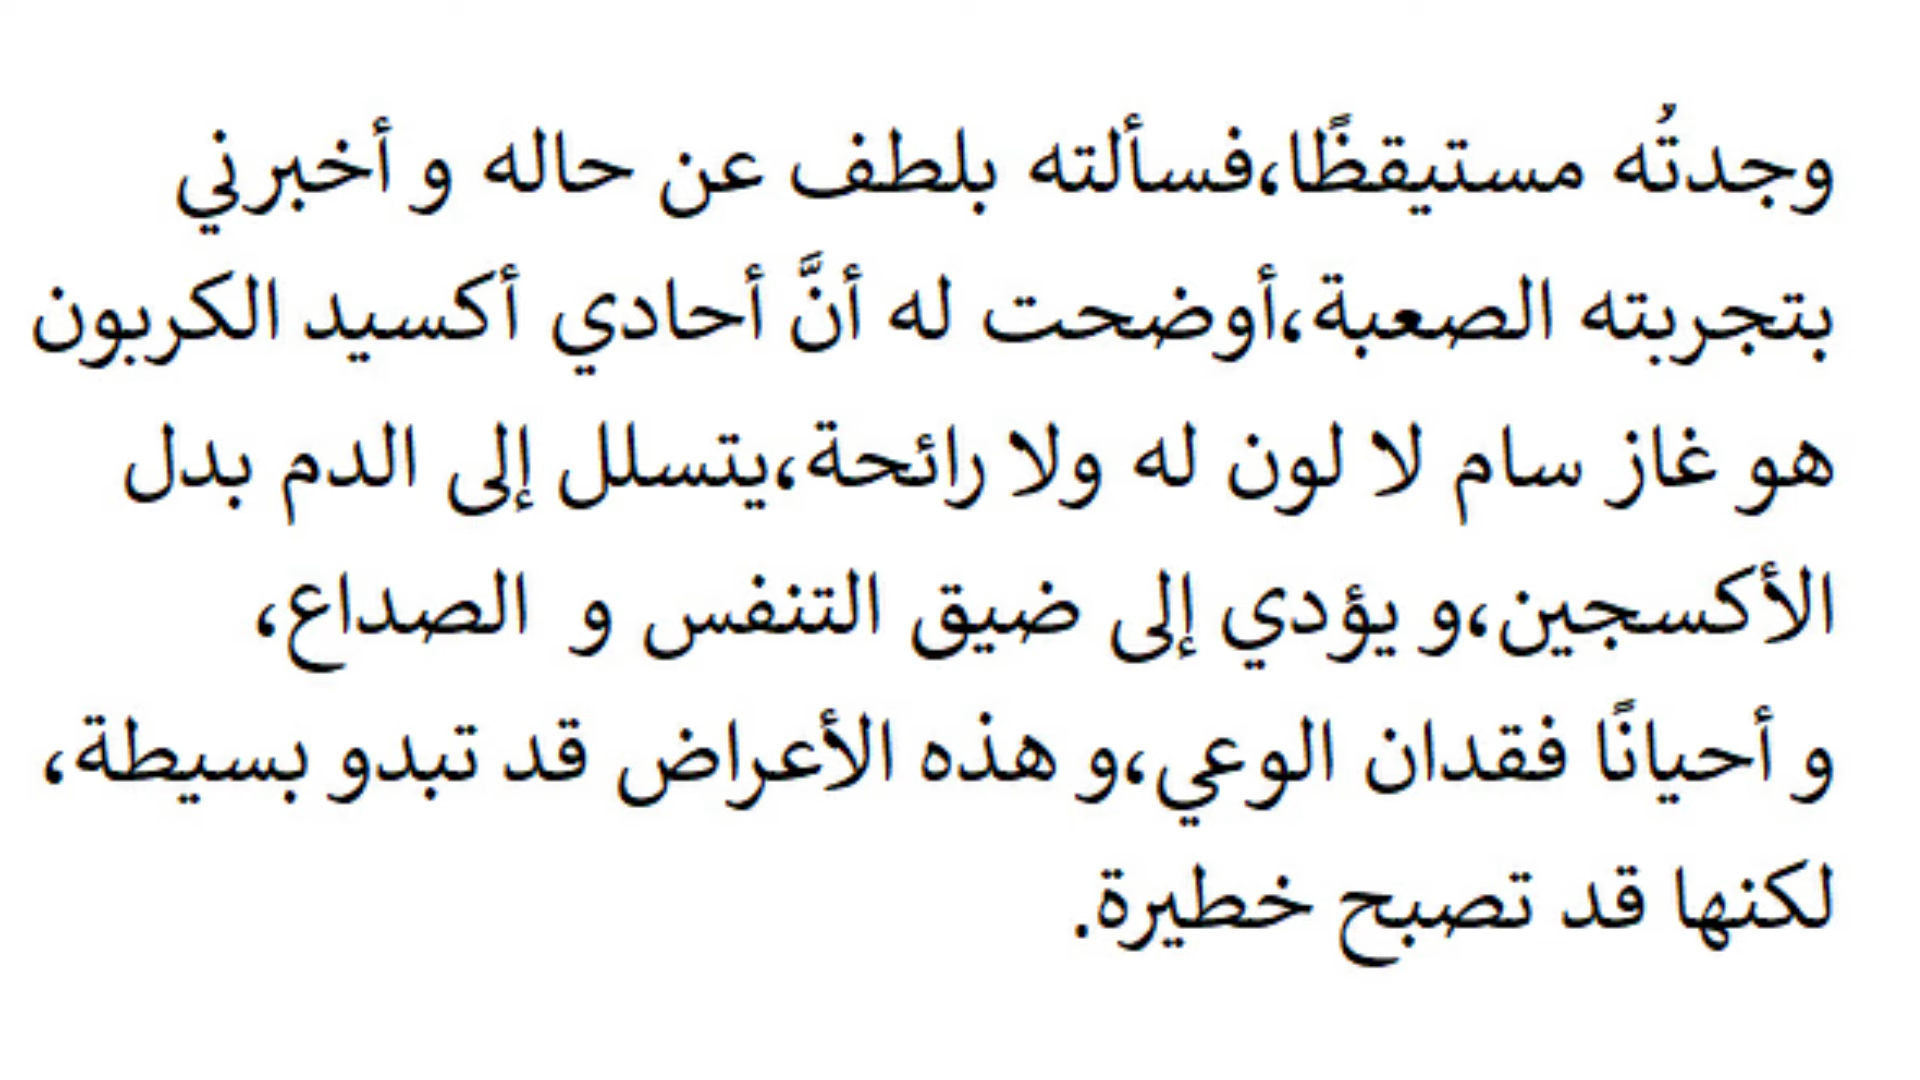 وجدتُه مستيقظًا،فسألته بلطف عن حاله و أخبرني
بتجربته الصعبة،أوضحت له أنَّ أحادي أكسيد الكربون
هو غاز سام لا لون له ولا رائحة،يتسلل إلى الدم بدل
الأكسجين،و يؤدي إلى ضيق التنفس و الصداع،
و أحيانًا فقدان الوعي،و هذه الأعراض قد تبدو بسيطة،
لكنها قد تصبح خطيرة.